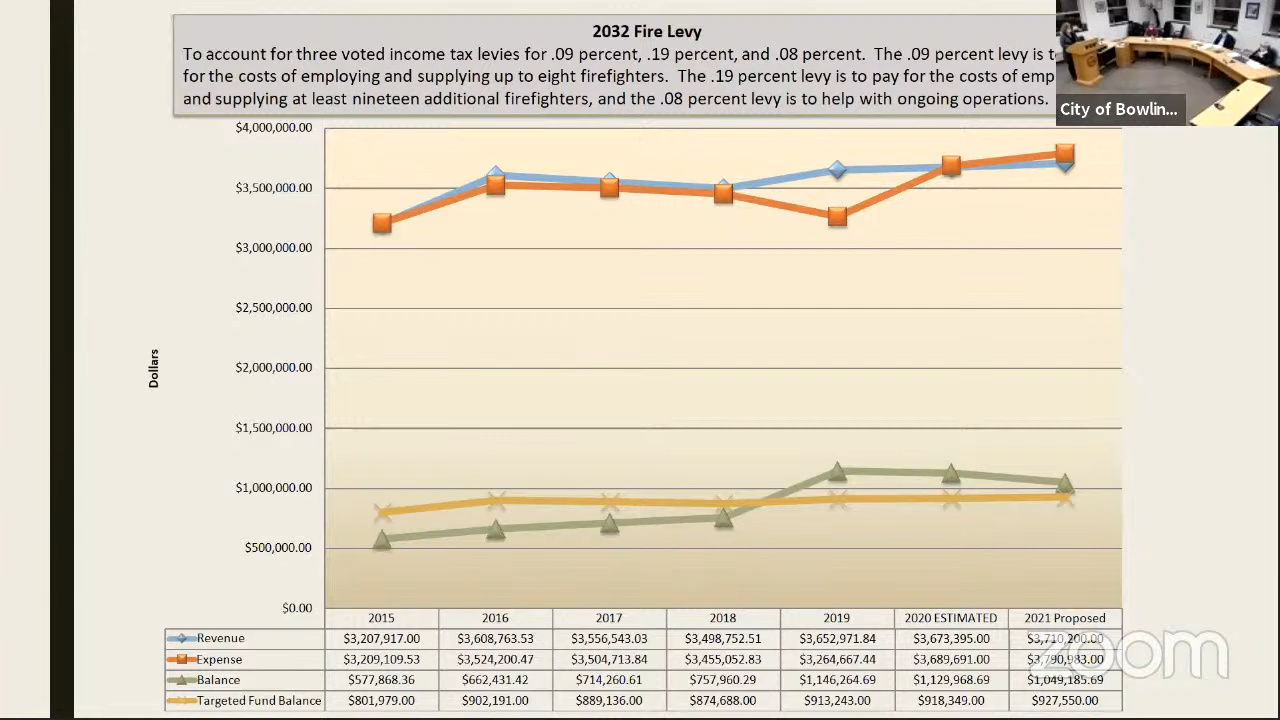 2032 Fire Levy
To account for three voted income tax levies for .09 percent, .19 percent, and .08 percent. The .09 percent levy is
for the costs of employing and supplying up to eight firefighters. The .19 percent levy is to pay for the costs of
and supplying at least nineteen additional firefighters, and the .08 percent levy is to help with ongoing operations.
City of Bowlin...
$4,000,000.00
$3,500,000.00
$3,000,000.00
$2,500,000.00
$2,000,000.00
$1,500,000.00
$1,000,000.00
$500,000.00
$0.00
Dollars
2015 2016 2017 2018 2019 2020 ESTIMATED 2021 Proposed
Revenue $3,207,917.00 $3,608,763.53 $3,556,543.03 $3,498,752.51 $3,652,971.84 $3,673,395.00 $3,710,200.00
Expense $3,209,109.53 $3,524,200.47 $3,504,713.84 $3,455,052.83 $3,264,667.44 $3,689,691.00 $3,790,983.00
Balance $577,868.36 $662,431.42 $714,260.61 $757,960.29 $1,146,264.69 $1,129,968.69 $1,049,185.69
Targeted Fund Balance $801,979.00 $902,191.00 $889,136.00 $874,688.00 $913,243.00 $918,349.00 $927,550.00
zoom